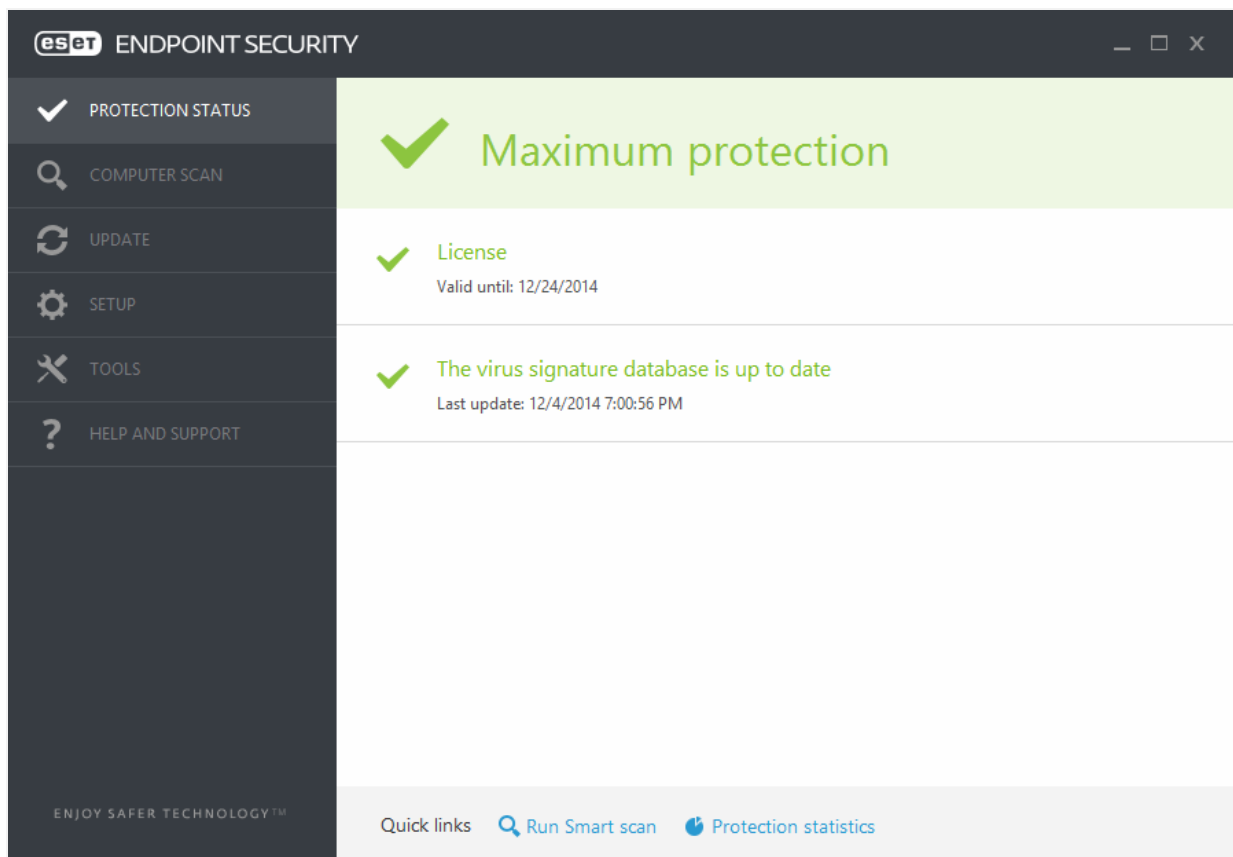 eset ENDPOINT SECURITY
PROTECTION STATUS
COMPUTER SCAN
UPDATE
SETUP
TOOLS
HELP AND SUPPORT
ENJOY SAFER TECHNOLOGY™
Maximum protection
License
Valid until: 12/24/2014
The virus signature database is up to date
Last update: 12/4/2014 7:00:56 PM
Quick links Run Smart scan Protection statistics